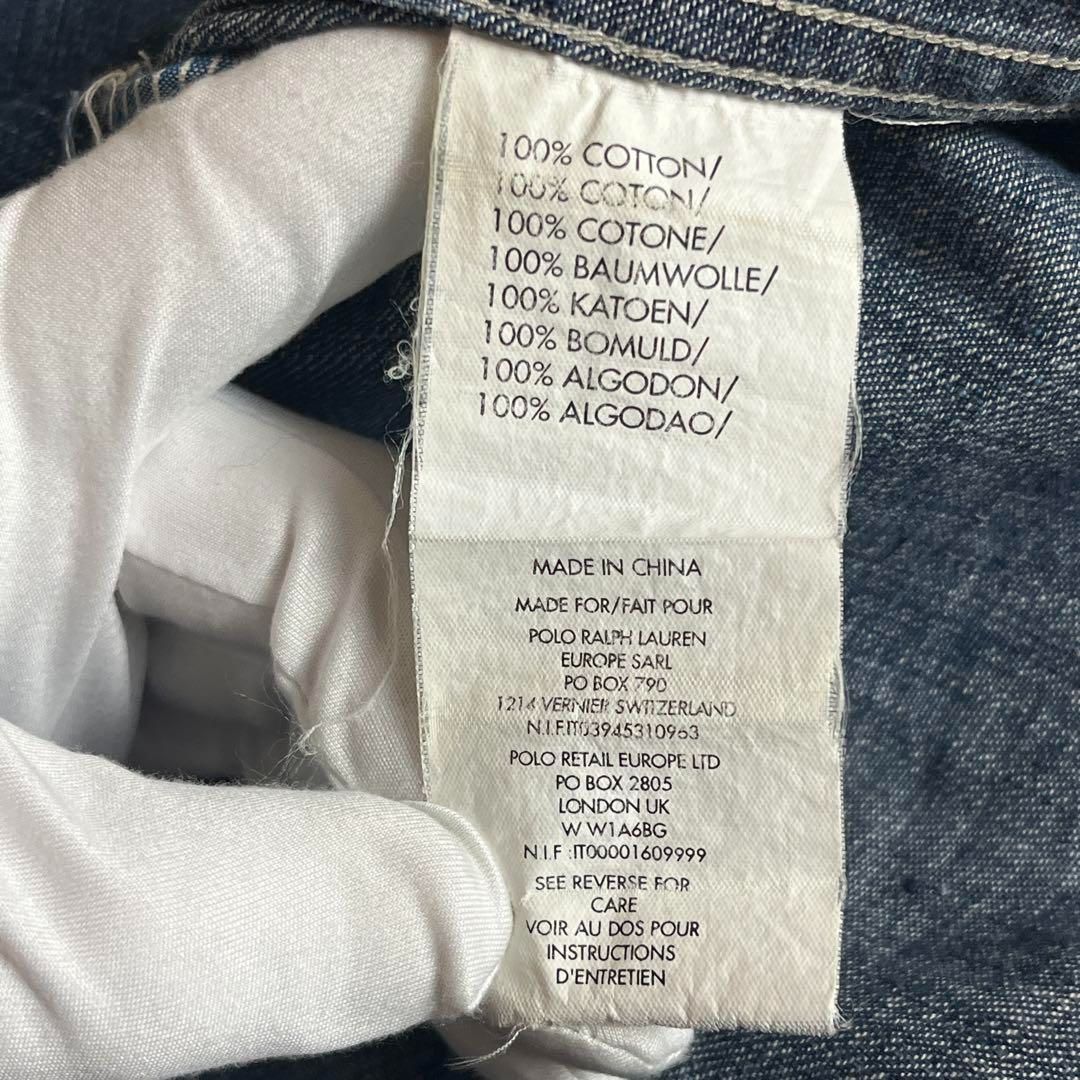 100% COTTON/
100% COTON/
100% COTONE/
100% BAUMWOLLE/
100% KATOEN/
100% BOMULD/
100% ALGODON/
100% ALGODAO/
MADE IN CHINA
MADE FOR/FAIT POUR
POLO RALPH LAUREN
EUROPE SARL
PO BOX 790
1214 VERNIER SWITZERLAND
N.I.F.IT03945310963
POLO RETAIL EUROPE LTD
PO BOX 2805
LONDON UK
W W1A6BG
N.I.F :IT00001609999
SEE REVERSE FOR
CARE
VOIR AU DOS POUR
INSTRUCTIONS
D'ENTRETIEN